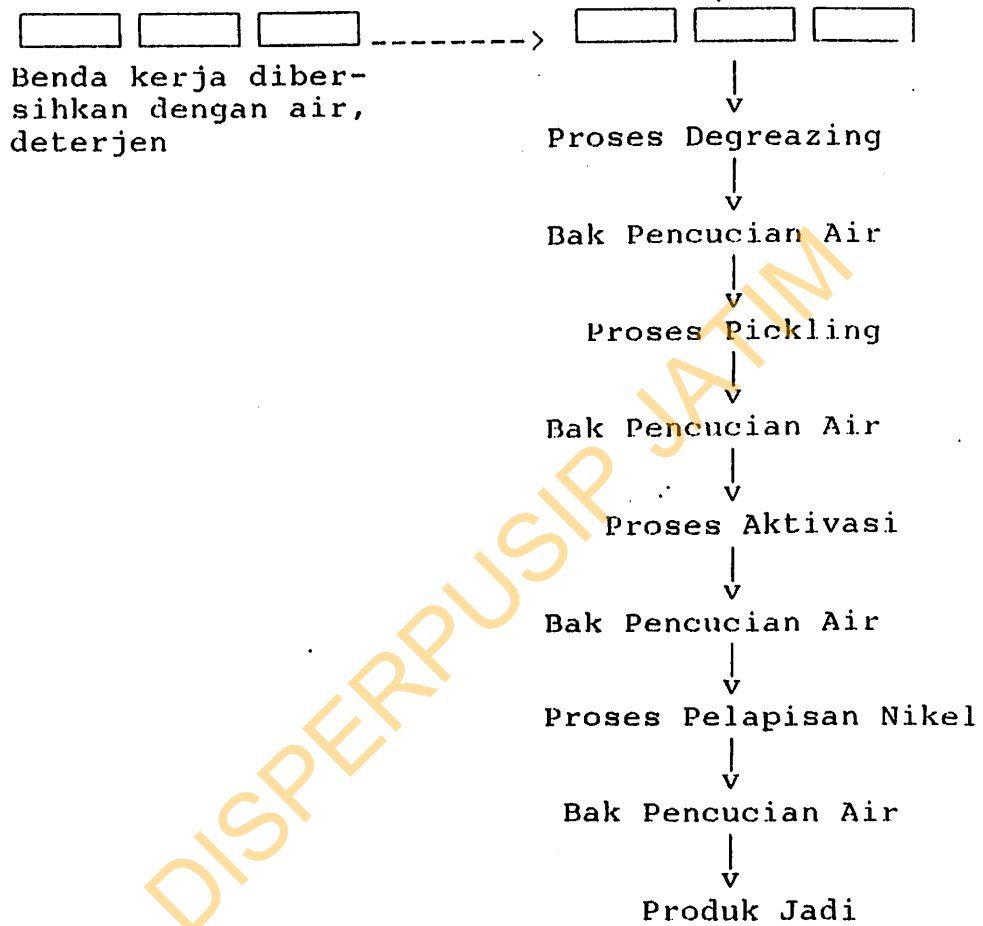 Benda kerja diber-
sihkan dengan air,
deterjen
Proses Degreazing
Bak Pencucian Air
Proses Pickling
Bak Pencucian Air
Proses Aktivasi
Bak Pencucian Air
Proses Pelapisan Nikel
Bak Pencucian Air
Produk Jadi
DISPERPUSIP JATIM